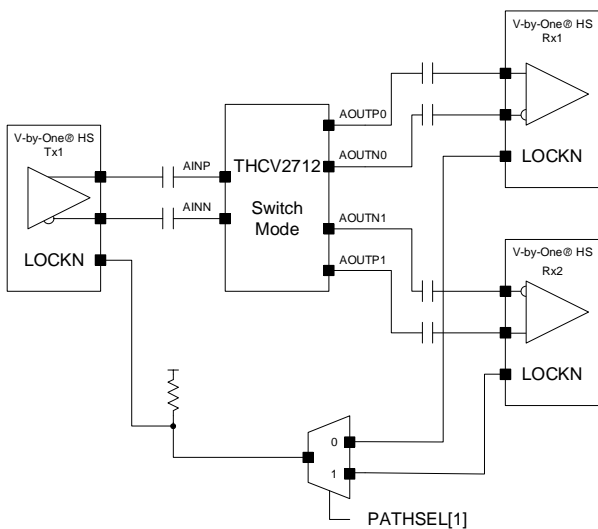 V-by-One® HS
Rx1
LOCKN
AOUTP0
AOUTN0
V-by-One® HS
Tx1
LOCKN
AINP
AINN
THCV2712
Switch
Mode
AOUTN1
AOUTP1
V-by-One® HS
Rx2
LOCKN
0
1
PATHSEL[1]